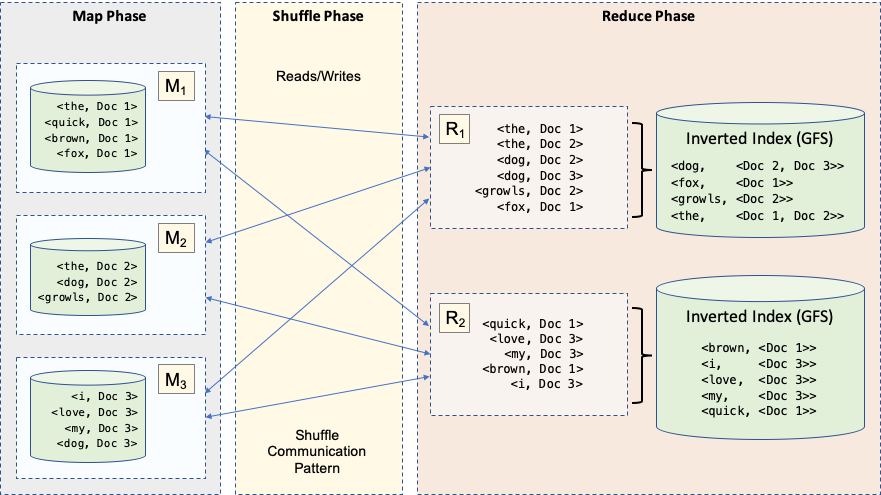 Map Phase
M1
<the, Doc 1>
<quick, Doc 1>
<brown, Doc 1>
<fox, Doc 1>
M2
<the, Doc 2>
<dog, Doc 2>
<growls, Doc 2>
M3
<i, Doc 3>
<love, Doc 3>
<my, Doc 3>
<dog, Doc 3>
Shuffle Phase
Reads/Writes
Shuffle
Communication
Pattern
Reduce Phase
R1
<the, Doc 1>
<the, Doc 2>
<dog, Doc 2>
<dog, Doc 3>
<growls, Doc 2>
<fox, Doc 1>
Inverted Index (GFS)
<dog, <Doc 2, Doc 3>>
<fox, <Doc 1>>
<growls, <Doc 2>>
<the, <Doc 1, Doc 2>>
R2
<quick, Doc 1>
<love, Doc 3>
<my, Doc 3>
<brown, Doc 1>
<i, Doc 3>
Inverted Index (GFS)
<brown, <Doc 1>>
<i, <Doc 3>>
<love, <Doc 3>>
<my, <Doc 3>>
<quick, <Doc 1>>